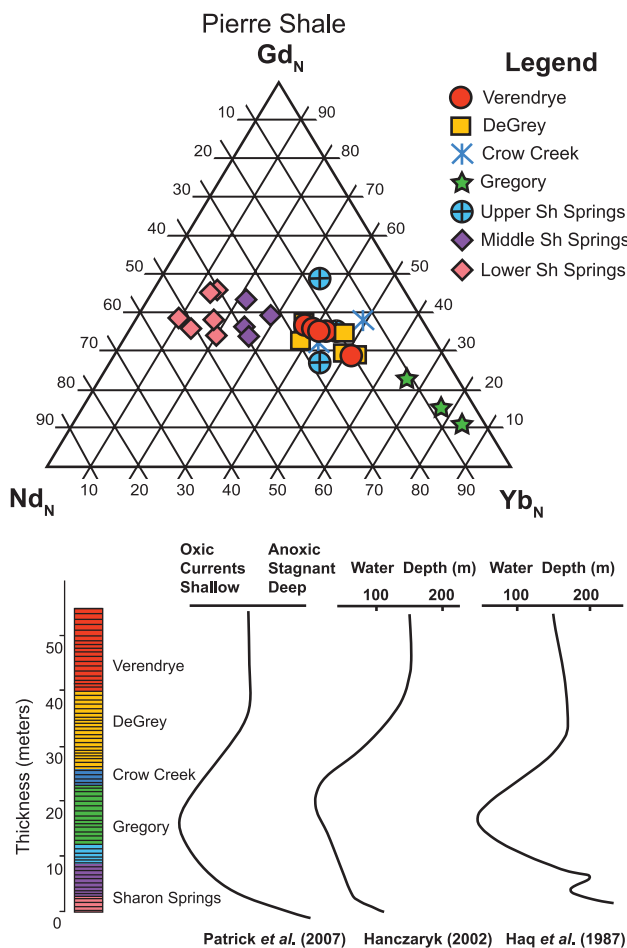 Pierre Shale
Gd_N
Legend
Verendrye
DeGrey
Crow Creek
Gregory
Upper Sh Springs
Middle Sh Springs
Lower Sh Springs
10 90
20 80
30 70
40 60
50 50
60 40
70 30
80 20
90 10
Nd_N
Yb_N
10 20 30 40 50 60 70 80 90
Oxic Currents Shallow
Anoxic Stagnant Deep
Water Depth (m)
100 200
Water Depth (m)
100 200
Thickness (meters)
50
40
30
20
10
0
Verendrye
DeGrey
Crow Creek
Gregory
Sharon Springs
Patrick et al. (2007)
Hanczaryk (2002)
Haq et al. (1987)